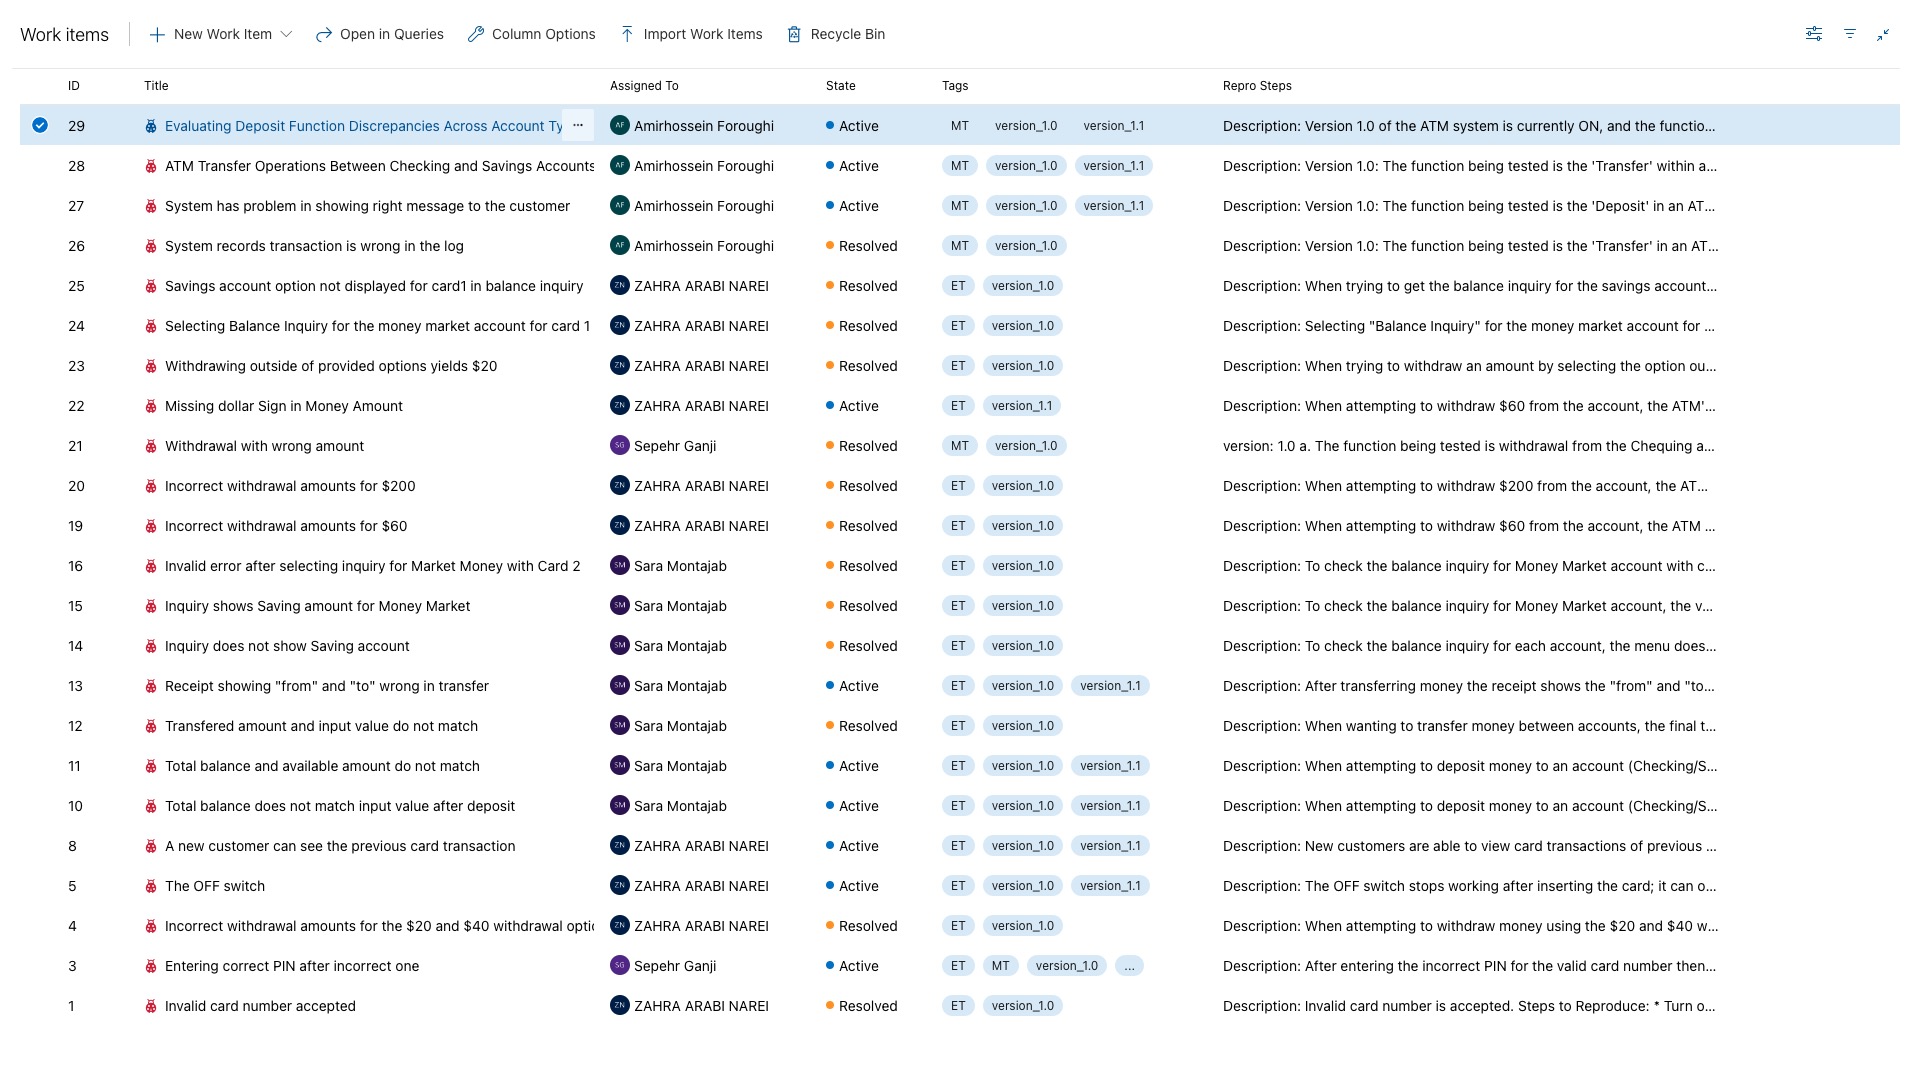 Work items New Work Item Open in Queries Column Options Import Work Items Recycle Bin
ID Title Assigned To State Tags Repro Steps
29 Evaluating Deposit Function Discrepancies Across Account Ty ... AF Amirhossein Foroughi Active MT version_1.0 version_1.1 Description: Version 1.0 of the ATM system is currently ON, and the functio...
28 ATM Transfer Operations Between Checking and Savings Accounts AF Amirhossein Foroughi Active MT version_1.0 version_1.1 Description: Version 1.0: The function being tested is the 'Transfer' within a...
27 System has problem in showing right message to the customer AF Amirhossein Foroughi Active MT version_1.0 version_1.1 Description: Version 1.0: The function being tested is the 'Deposit' in an AT...
26 System records transaction is wrong in the log AF Amirhossein Foroughi Resolved MT version_1.0 Description: Version 1.0: The function being tested is the 'Transfer' in an AT...
25 Savings account option not displayed for card1 in balance inquiry ZN ZAHRA ARABI NAREI Resolved ET version_1.0 Description: When trying to get the balance inquiry for the savings account...
24 Selecting Balance Inquiry for the money market account for card 1 ZN ZAHRA ARABI NAREI Resolved ET version_1.0 Description: Selecting "Balance Inquiry" for the money market account for ...
23 Withdrawing outside of provided options yields $20 ZN ZAHRA ARABI NAREI Resolved ET version_1.0 Description: When trying to withdraw an amount by selecting the option ou...
22 Missing dollar Sign in Money Amount ZN ZAHRA ARABI NAREI Active ET version_1.1 Description: When attempting to withdraw $60 from the account, the ATM'...
21 Withdrawal with wrong amount SG Sepehr Ganji Resolved MT version_1.0 version: 1.0 a. The function being tested is withdrawal from the Chequing a...
20 Incorrect withdrawal amounts for $200 ZN ZAHRA ARABI NAREI Resolved ET version_1.0 Description: When attempting to withdraw $200 from the account, the AT...
19 Incorrect withdrawal amounts for $60 ZN ZAHRA ARABI NAREI Resolved ET version_1.0 Description: When attempting to withdraw $60 from the account, the ATM ...
16 Invalid error after selecting inquiry for Market Money with Card 2 SM Sara Montajab Resolved ET version_1.0 Description: To check the balance inquiry for Money Market account with c...
15 Inquiry shows Saving amount for Money Market SM Sara Montajab Resolved ET version_1.0 Description: To check the balance inquiry for Money Market account, the v...
14 Inquiry does not show Saving account SM Sara Montajab Resolved ET version_1.0 Description: To check the balance inquiry for each account, the menu does...
13 Receipt showing "from" and "to" wrong in transfer SM Sara Montajab Active ET version_1.0 version_1.1 Description: After transferring money the receipt shows the "from" and "to...
12 Transfered amount and input value do not match SM Sara Montajab Resolved ET version_1.0 Description: When wanting to transfer money between accounts, the final t...
11 Total balance and available amount do not match SM Sara Montajab Active ET version_1.0 version_1.1 Description: When attempting to deposit money to an account (Checking/S...
10 Total balance does not match input value after deposit SM Sara Montajab Active ET version_1.0 version_1.1 Description: When attempting to deposit money to an account (Checking/S...
8 A new customer can see the previous card transaction ZN ZAHRA ARABI NAREI Active ET version_1.0 version_1.1 Description: New customers are able to view card transactions of previous ...
5 The OFF switch ZN ZAHRA ARABI NAREI Active ET version_1.0 version_1.1 Description: The OFF switch stops working after inserting the card; it can o...
4 Incorrect withdrawal amounts for the $20 and $40 withdrawal optic ZN ZAHRA ARABI NAREI Resolved ET version_1.0 Description: When attempting to withdraw money using the $20 and $40 w...
3 Entering correct PIN after incorrect one SG Sepehr Ganji Active ET MT version_1.0 ... Description: After entering the incorrect PIN for the valid card number then...
1 Invalid card number accepted ZN ZAHRA ARABI NAREI Resolved ET version_1.0 Description: Invalid card number is accepted. Steps to Reproduce: * Turn o...